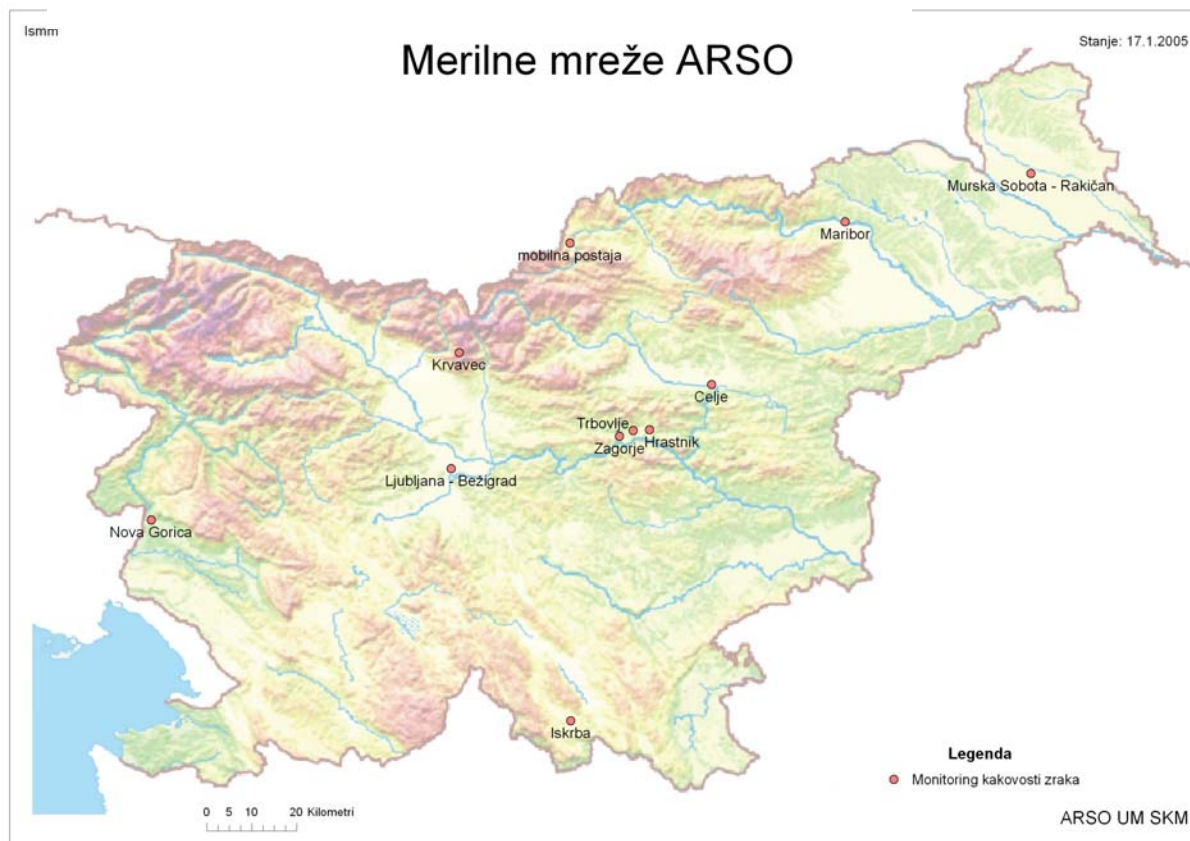 Ismm
Stanje: 17.1.2005
Merilne mreže ARSO
Murska Sobota - Rakičan
Maribor
mobilna postaja
Krvavec
Celje
Trbovlje
Zagorje
Hrastnik
Ljubljana - Bežigrad
Nova Gorica
Iskrba
Legenda
Monitoring kakovosti zraka
0 5 10 20 Kilometri
ARSO UM SKM